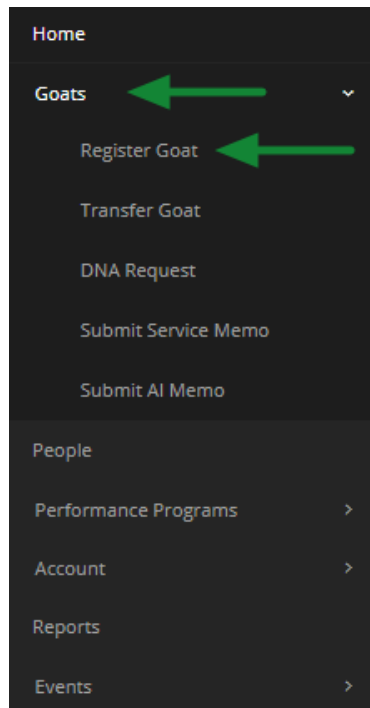 Home
Goats
Register Goat
Transfer Goat
DNA Request
Submit Service Memo
Submit AI Memo
People
Performance Programs
Account
Reports
Events